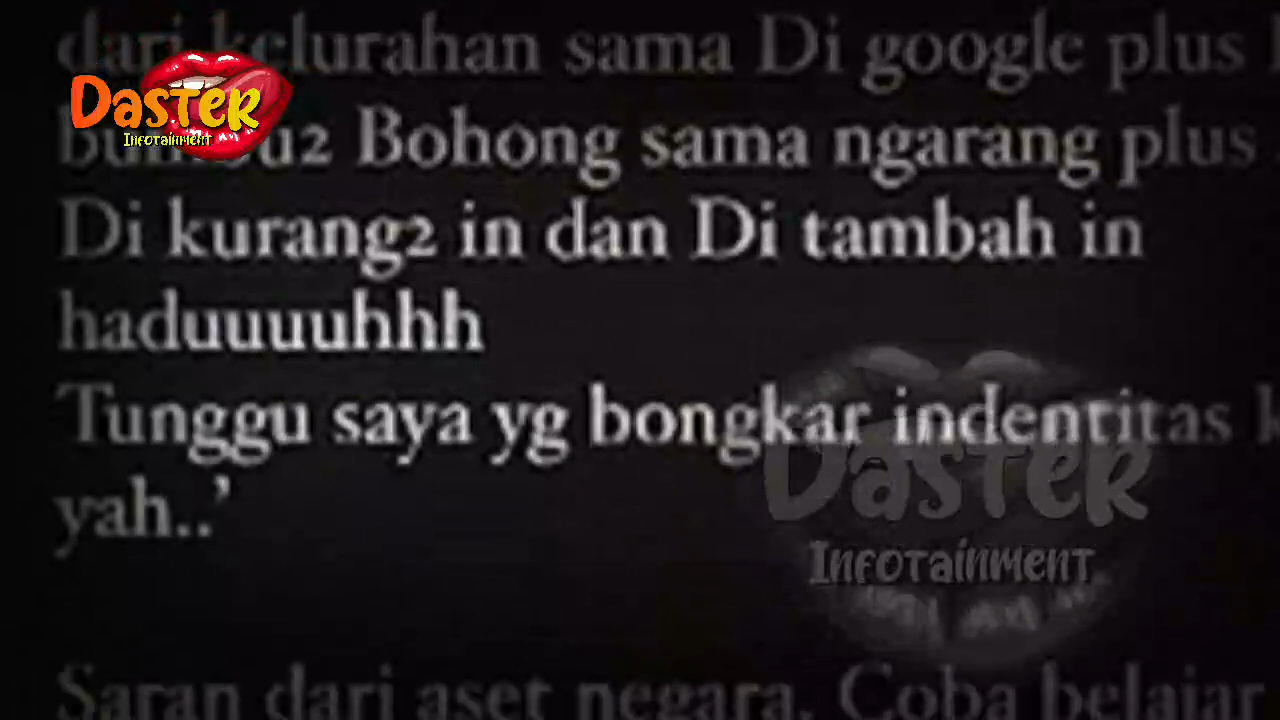 dari kelurahan sama Di google plus
Daster
Infotainment
Bohong sama ngarang plus
Di kurang2 in dan Di tambah in
haduuuuhhh
Tunggu saya yg bongkar indentitas
yah..’
Daster
Infotainment
Saran dari aset negara. Coba belajar